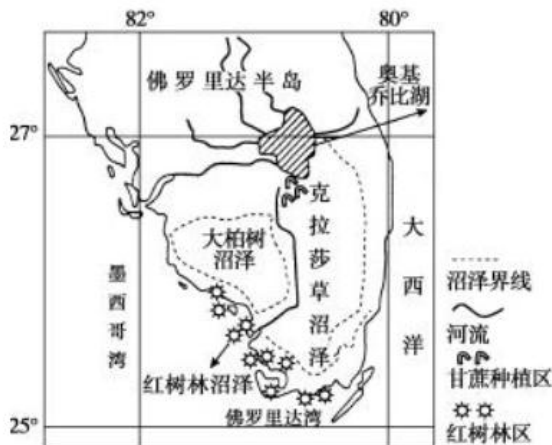 82° 80°
佛罗里达半岛
奥基
乔比湖
27°
克拉莎草沼泽
大柏树
沼泽
大西洋
墨西哥湾
红树林沼泽
佛罗里达湾
25°
沼泽界线
河流
甘蔗种植区
红树林区